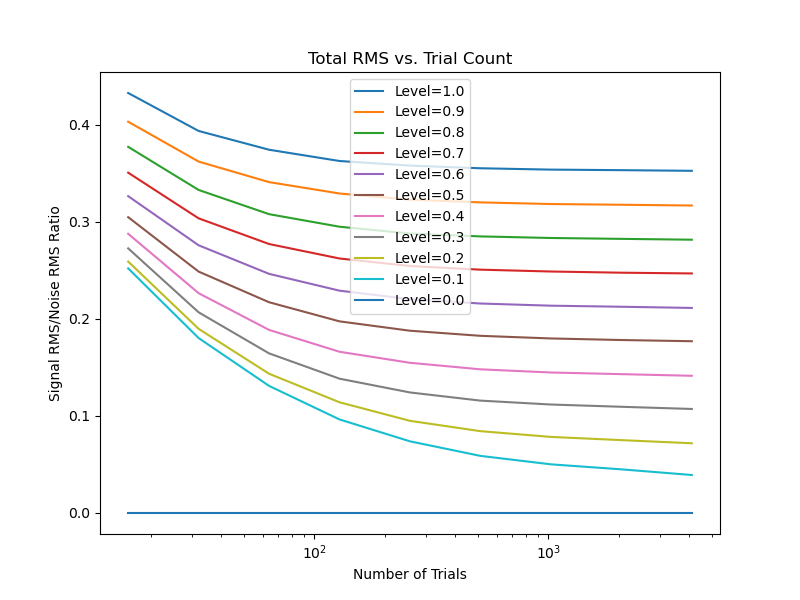 Total RMS vs. Trial Count
Level=1.0
Level=0.9
Level=0.8
Level=0.7
Level=0.6
Level=0.5
Level=0.4
Level=0.3
Level=0.2
Level=0.1
Level=0.0
Signal RMS/Noise RMS Ratio
0.4
0.3
0.2
0.1
0.0
10²
10³
Number of Trials